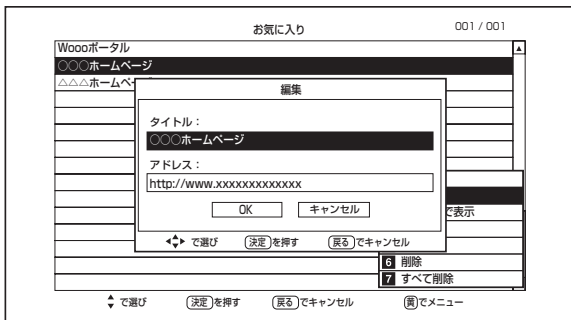 お気に入り
001 / 001
Woooポータル
○○○ホームページ
△△△ホームペー
編集
タイトル：
○○○ホームページ
アドレス：
http://www.xxxxxxxxxxxxx
OK
キャンセル
で選び 決定 を押す 戻る でキャンセル
で表示
6 削除
7 すべて削除
で選び 決定 を押す 戻る でキャンセル 黄 でメニュー